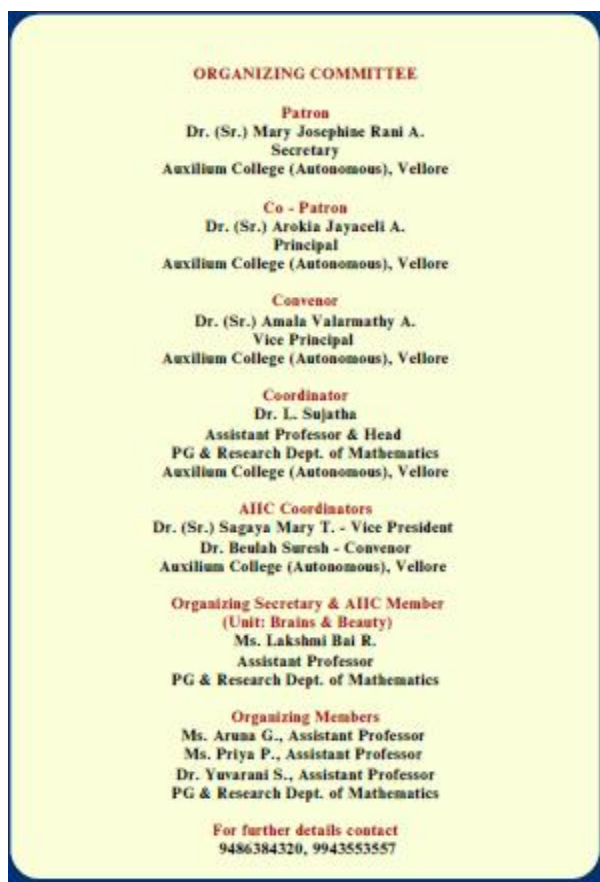 ORGANIZING COMMITTEE
Patron
Dr. (Sr.) Mary Josephine Rani A.
Secretary
Auxilium College (Autonomous), Vellore
Co - Patron
Dr. (Sr.) Arokia Jayaceli A.
Principal
Auxilium College (Autonomous), Vellore
Convenor
Dr. (Sr.) Amala Valarmathy A.
Vice Principal
Auxilium College (Autonomous), Vellore
Coordinator
Dr. L. Sujatha
Assistant Professor & Head
PG & Research Dept. of Mathematics
Auxilium College (Autonomous), Vellore
AIIC Coordinators
Dr. (Sr.) Sagaya Mary T. - Vice President
Dr. Beulah Suresh - Convenor
Auxilium College (Autonomous), Vellore
Organizing Secretary & AIIC Member
(Unit: Brains & Beauty)
Ms. Lakshmi Bai R.
Assistant Professor
PG & Research Dept. of Mathematics
Organizing Members
Ms. Aruna G., Assistant Professor
Ms. Priya P., Assistant Professor
Dr. Yuvarani S., Assistant Professor
PG & Research Dept. of Mathematics
For further details contact
9486384320, 9943553557